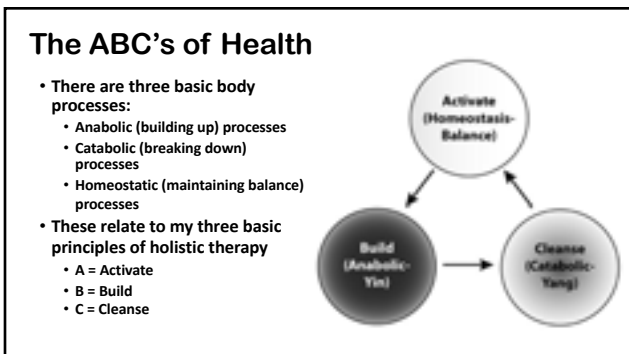 The ABC's of Health
• There are three basic body
processes:
• Anabolic (building up) processes
• Catabolic (breaking down)
processes
• Homeostatic (maintaining balance)
processes
• These relate to my three basic
principles of holistic therapy
• A = Activate
• B = Build
• C = Cleanse
Activate
(Homeostasis-
Balance)
Build
(Anabolic-
Yin)
Cleanse
(Catabolic-
Yang)